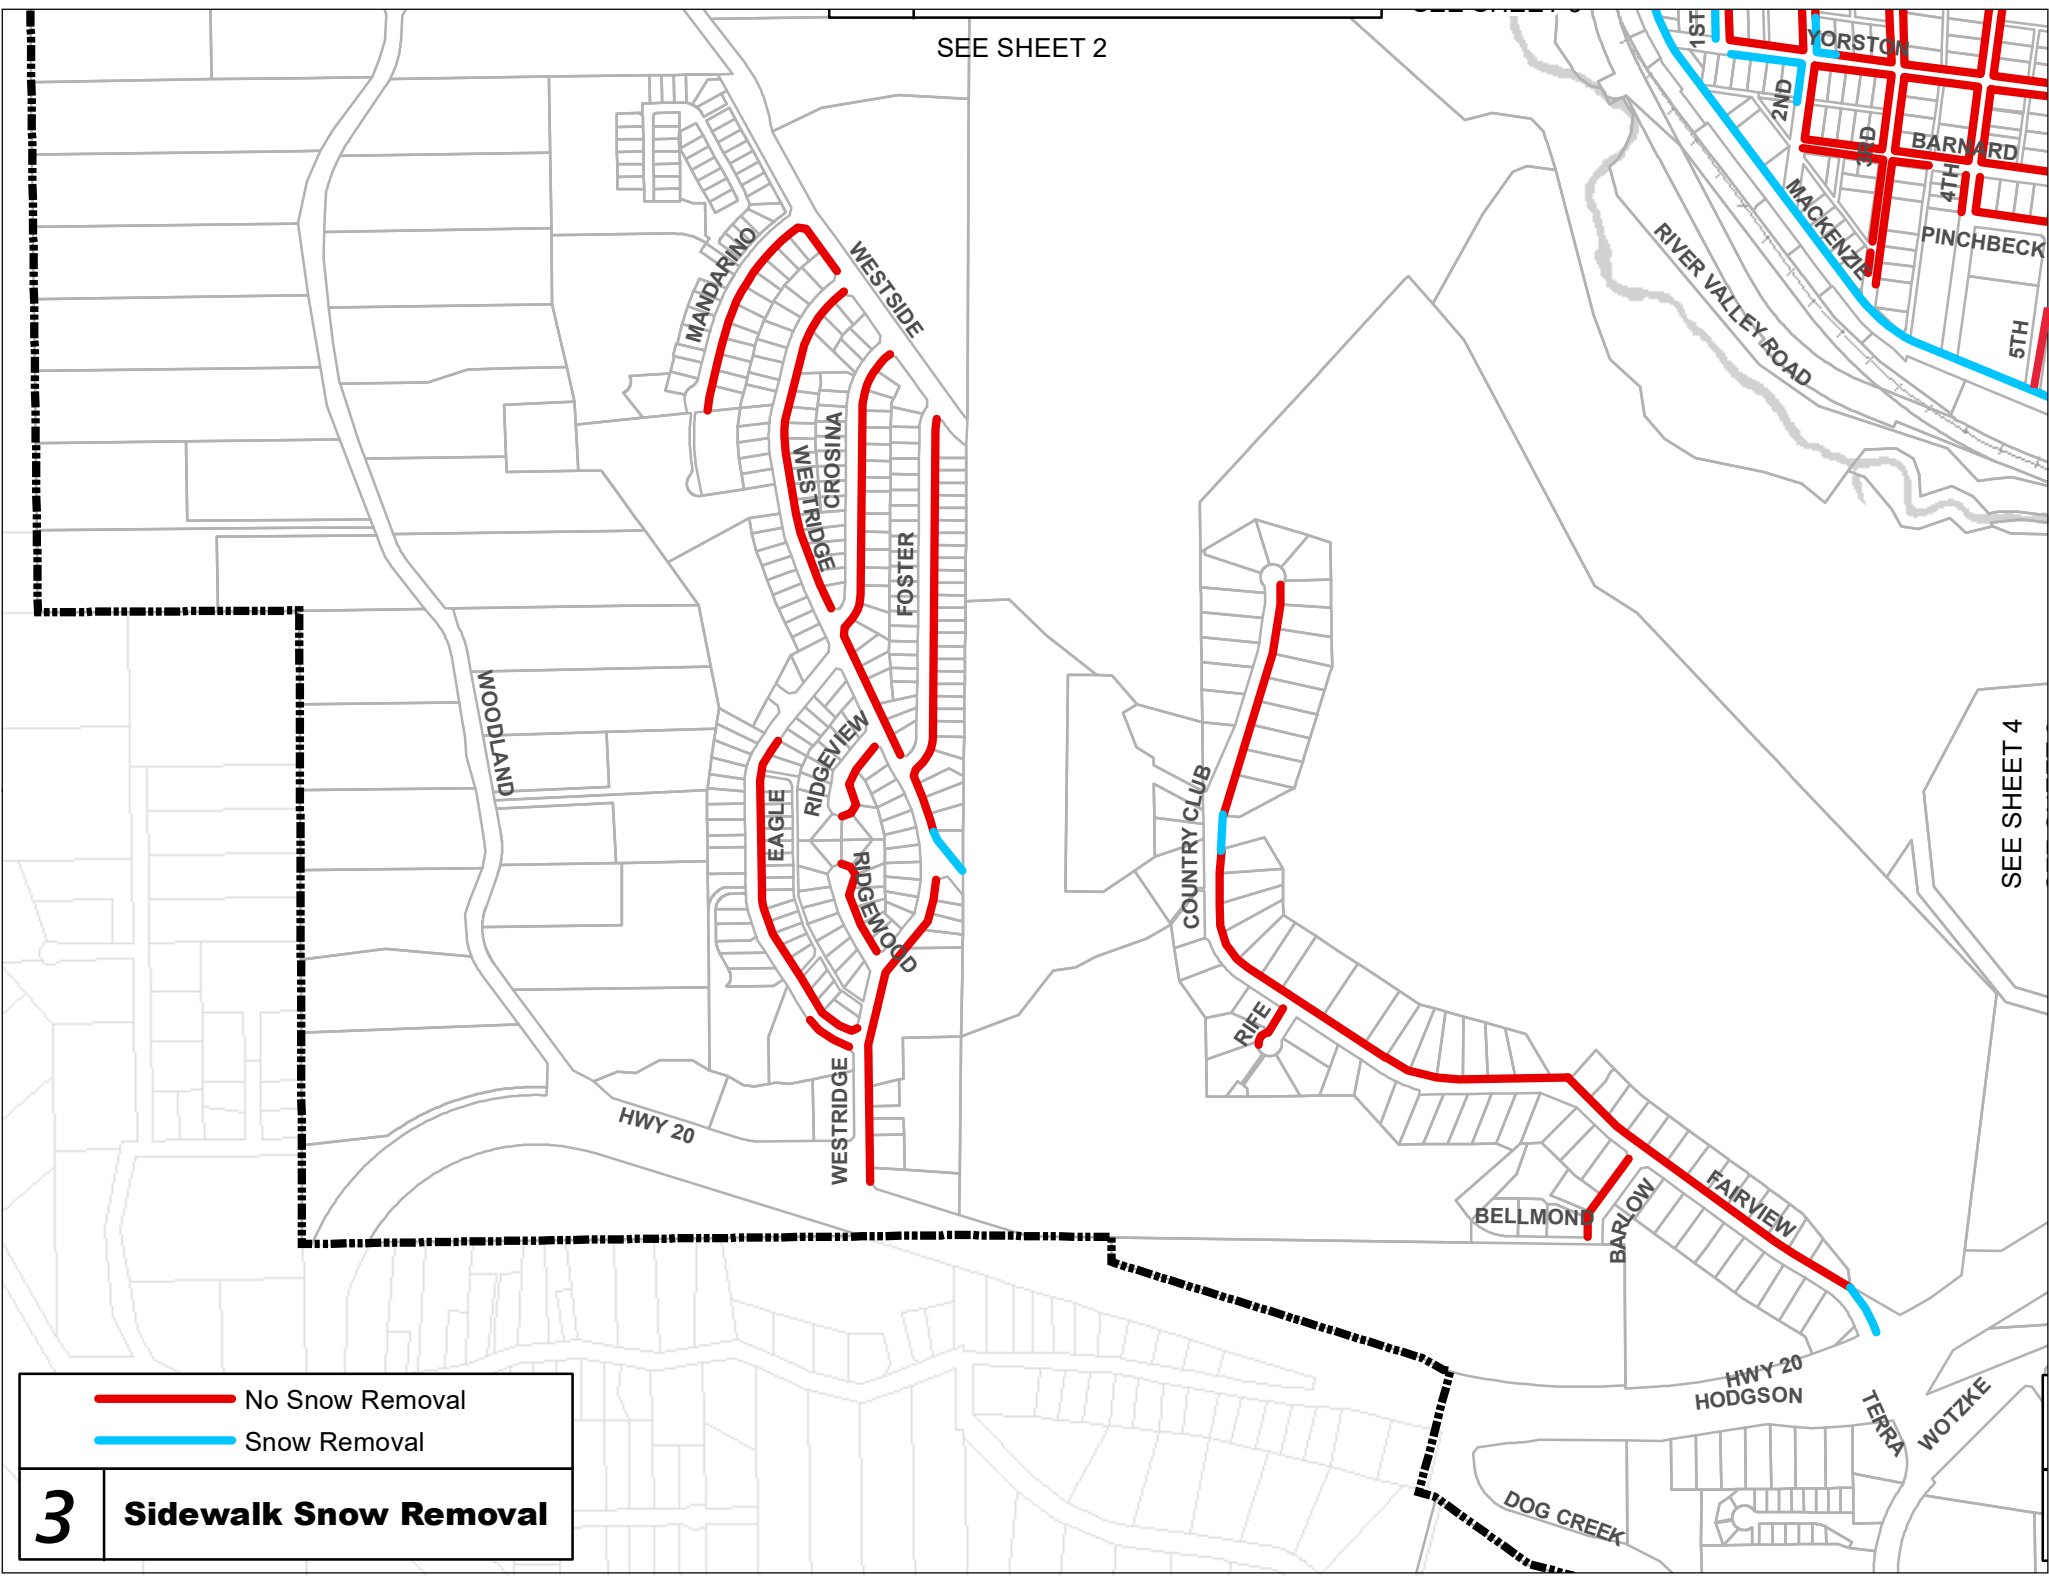 SEE SHEET 2
1ST
YORSTON
2ND
3RD
BARNARD
4TH
MACKENZIE
PINCHBECK
RIVER VALLEY ROAD
5TH
MANDARINO
WESTSIDE
CROSINA
WESTRIDGE
FOSTER
WOODLAND
RIDGEVIEW
EAGLE
RIDGEWOOD
COUNTRY CLUB
SEE SHEET 4
RIFE
WESTRIDGE
HWY 20
BELLMOND
BARLOW
FAIRVIEW
HWY 20
HODGSON
TERRA
WOTZKE
DOG CREEK
No Snow Removal
Snow Removal
3
Sidewalk Snow Removal